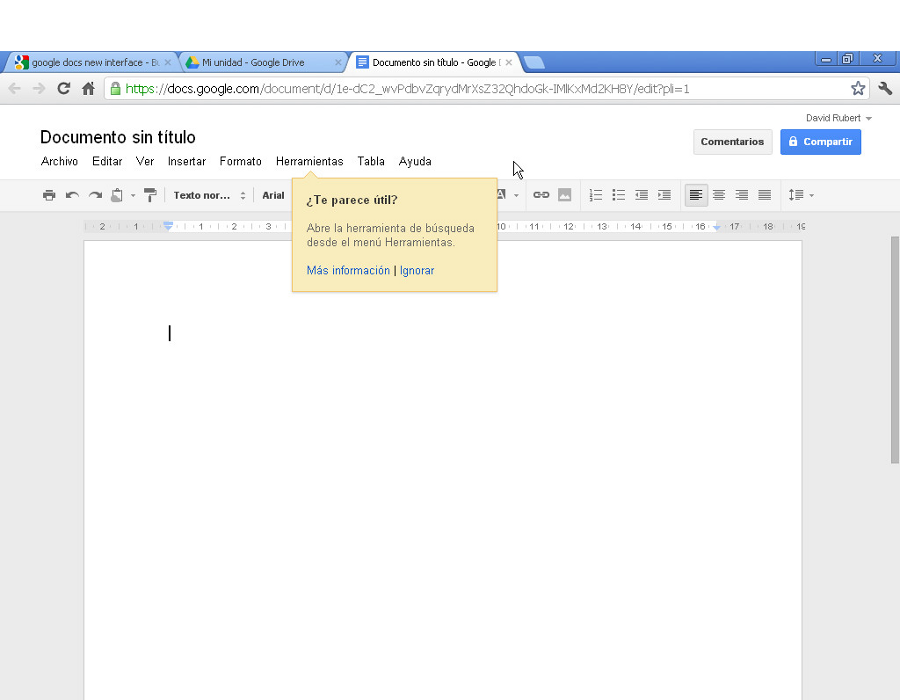 google docs new interface - Bu
Mi unidad - Google Drive
Documento sin título - Google D
https://docs.google.com/document/d/1e-dC2_wvPdbvZqrydMrXsZ32QhdoGk-IMlKxMd2KH8Y/edit?pli=1
David Rubert
Documento sin título
Comentarios
Compartir
Archivo Editar Ver Insertar Formato Herramientas Tabla Ayuda
Texto nor... Arial A
2 1 1 2 3 10 11 12 13 14 15 16 17 18 19
¿Te parece útil?
Abre la herramienta de búsqueda
desde el menú Herramientas.
Más información | Ignorar